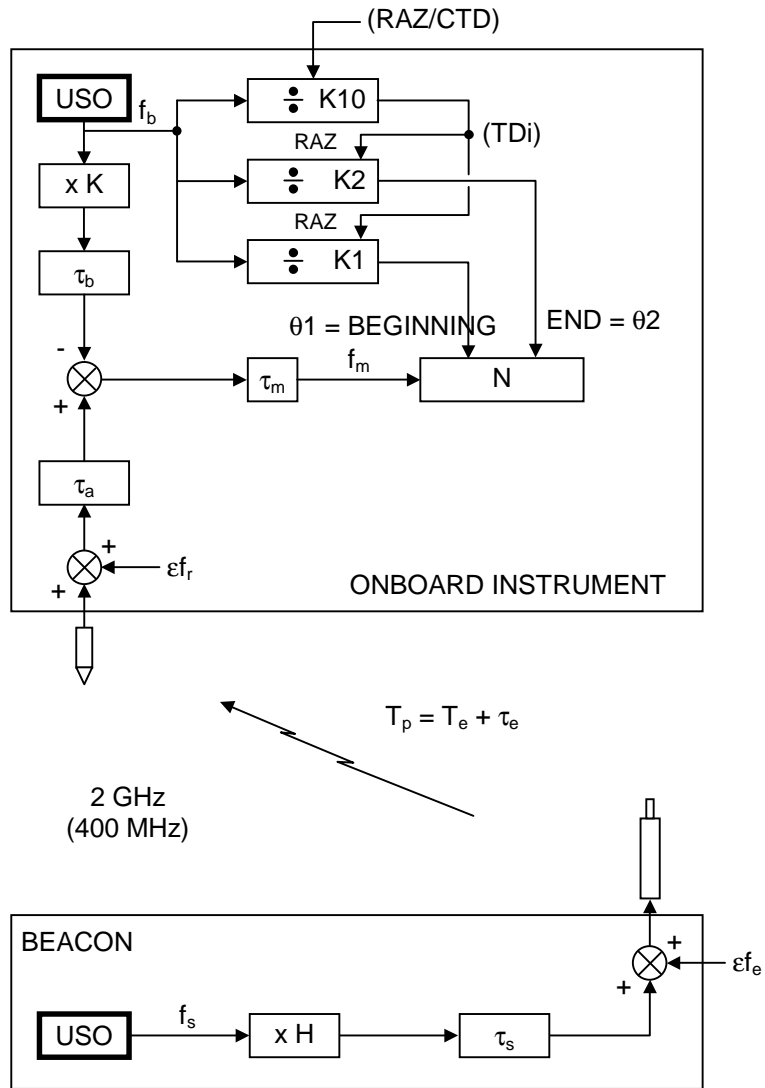 (RAZ/CTD)
USO
f_b
÷ K10
(TDi)
RAZ
x K
÷ K2
RAZ
÷ K1
τ_b
θ1 = BEGINNING
END = θ2
-
+
τ_m
f_m
N
τ_a
+
+
εf_r
ONBOARD INSTRUMENT
T_p = T_e + τ_e
2 GHz
(400 MHz)
BEACON
+
+
εf_e
USO
f_s
x H
τ_s